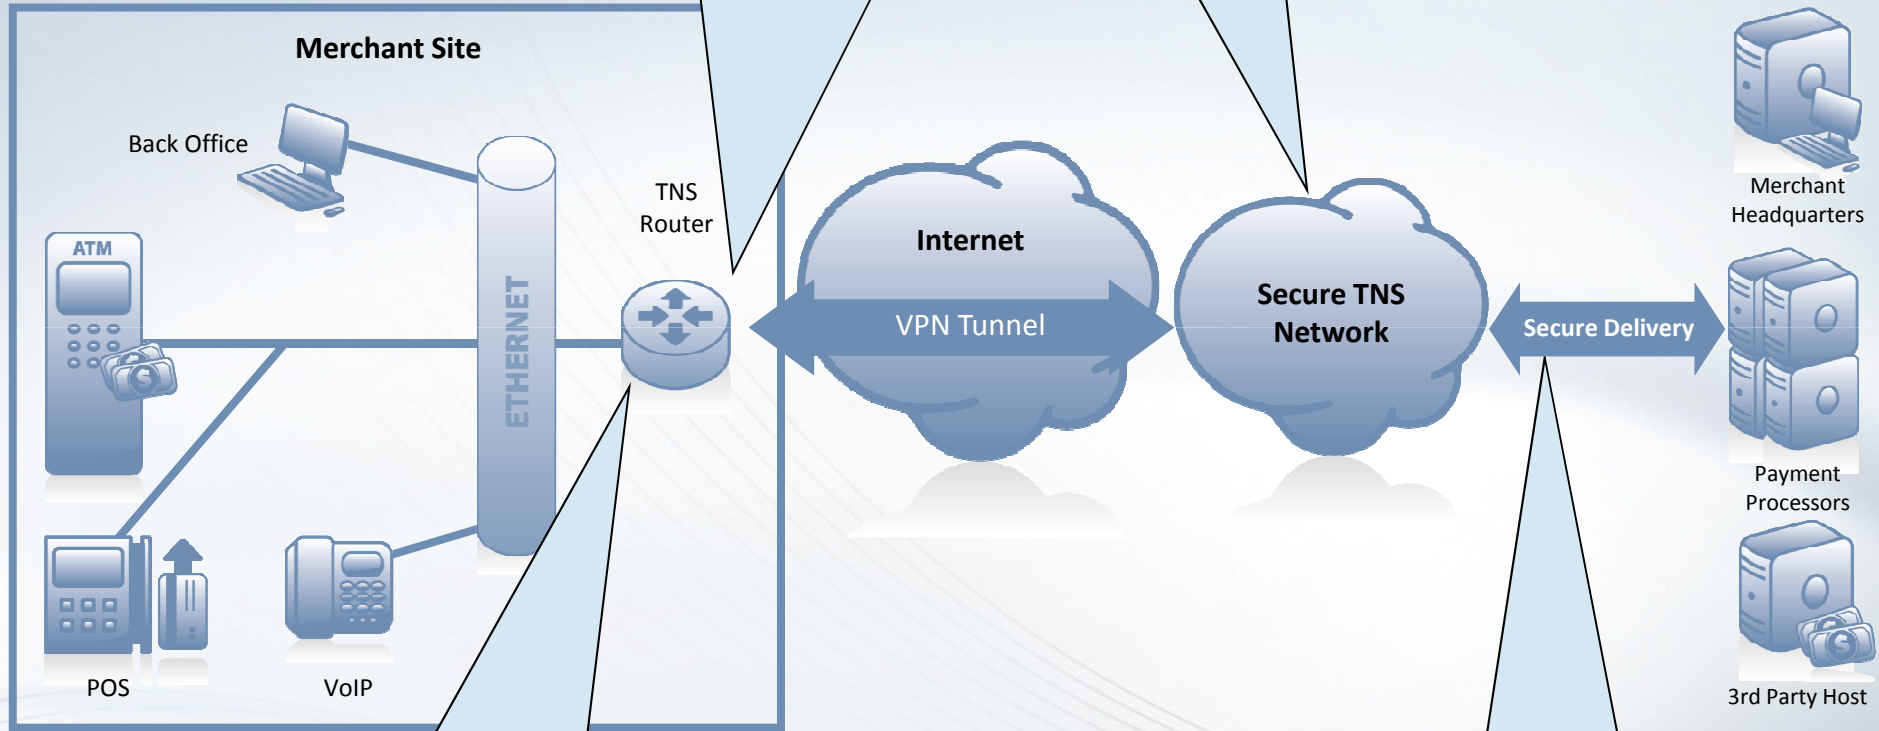 Merchant Site
Back Office
TNS
Router
ATM
ETHERNET
POS
VoIP
Internet
VPN Tunnel
Secure TNS
Network
Secure Delivery
Merchant
Headquarters
Payment
Processors
3rd Party Host